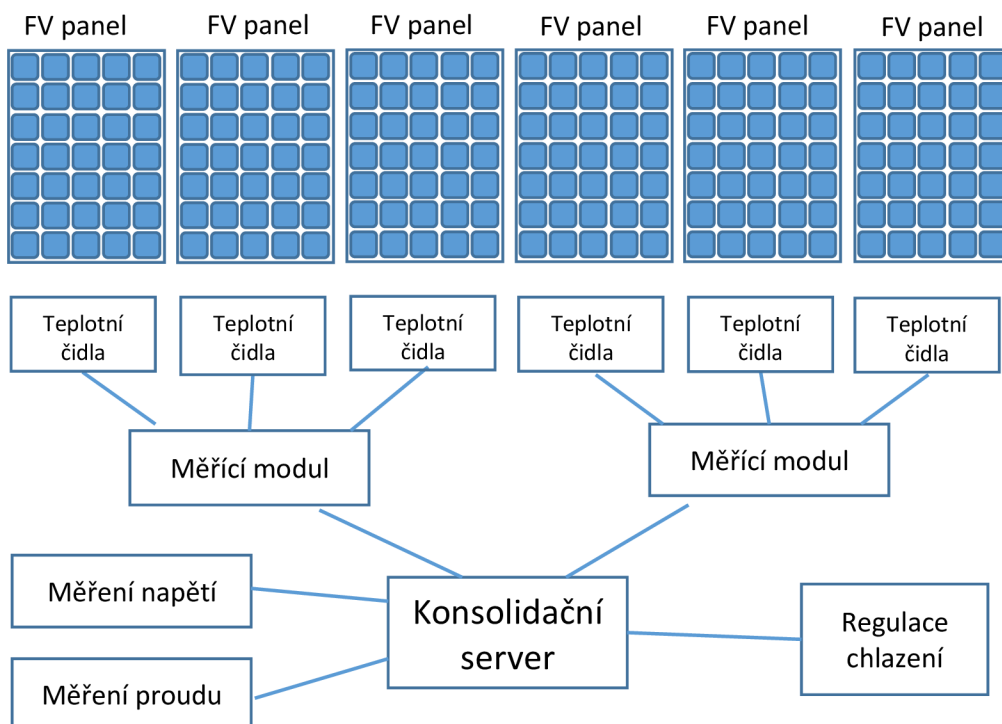 FV panel
FV panel
FV panel
FV panel
FV panel
FV panel
Teplotní
čidla
Teplotní
čidla
Teplotní
čidla
Teplotní
čidla
Teplotní
čidla
Teplotní
čidla
Měřící modul
Měřící modul
Měření napětí
Konsolidační
server
Regulace
chlazení
Měření proudu